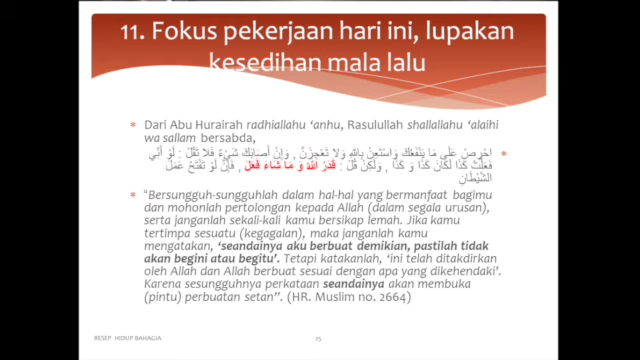 11. Fokus pekerjaan hari ini, lupakan
kesedihan mala lalu
Dari Abu Hurairah radhiallahu ‘anhu, Rasulullah shallallahu ‘alaihi
wa sallam bersabda,
احْرِصْ عَلَى مَا يَنْفَعُكَ وَاسْتَعِنْ بِاللهِ وَلَا تَعْجَزَنَّ , وَإِنْ أَصَابَكَ شَيْءٌ فَلَا تَقُلْ : لَوْ أَنِّي
فَعَلْتُ كَذَا لَكَانَ كَذَا وَ كَذَا , وَلَكِنْ قُلْ : قَدَرُ اللهُ وَ مَا شَاءَ فَعَلَ , فَإِنَّ لَوْ تَفْتَحُ عَمَلَ
الشَّيْطَانِ
“Bersungguh-sungguhlah dalam hal-hal yang bermanfaat bagimu
dan mohonlah pertolongan kepada Allah (dalam segala urusan),
serta janganlah sekali-kali kamu bersikap lemah. Jika kamu
tertimpa sesuatu (kegagalan), maka janganlah kamu
mengatakan, ‘seandainya aku berbuat demikian, pastilah tidak
akan begini atau begitu’. Tetapi katakanlah, ‘ini telah ditakdirkan
oleh Allah dan Allah berbuat sesuai dengan apa yang dikehendaki’.
Karena sesungguhnya perkataan seandainya akan membuka
(pintu) perbuatan setan”. (HR. Muslim no. 2664)
RESEP HIDUP BAHAGIA
25